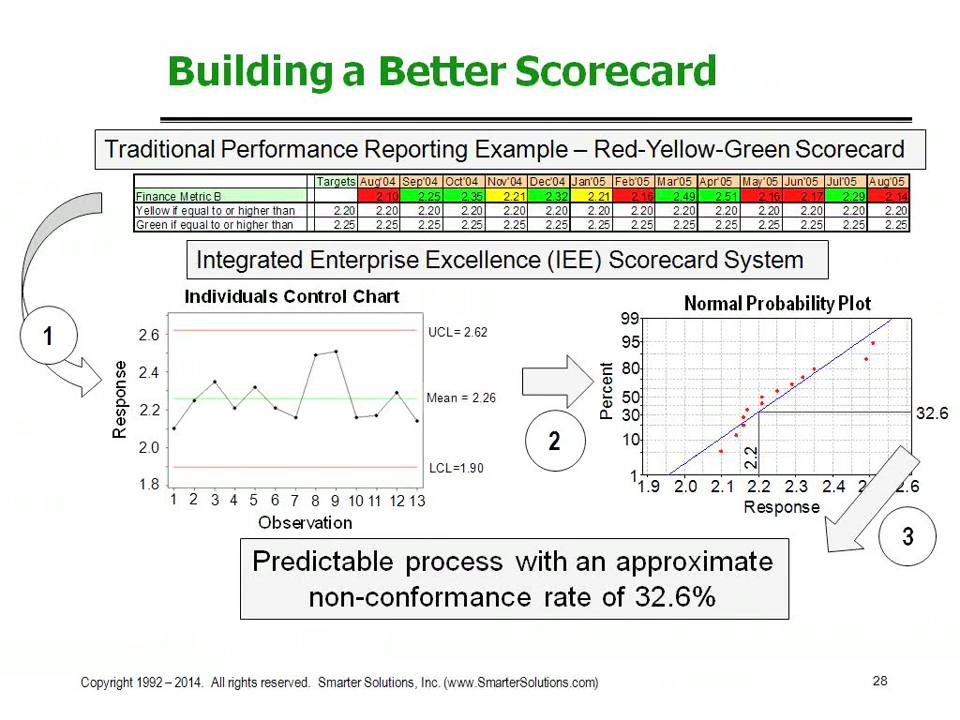 Building a Better Scorecard
Traditional Performance Reporting Example – Red-Yellow-Green Scorecard
Targets Aug'04 Sep'04 Oct'04 Nov'04 Dec'04 Jan'05 Feb'05 Mar'05 Apr'05 May'05 Jun'05 Jul'05 Aug'05
Finance Metric B 2.10 2.25 2.35 2.21 2.32 2.21 2.16 2.49 2.51 2.16 2.17 2.29 2.14
Yellow if equal to or higher than 2.20 2.20 2.20 2.20 2.20 2.20 2.20 2.20 2.20 2.20 2.20 2.20 2.20 2.20
Green if equal to or higher than 2.25 2.25 2.25 2.25 2.25 2.25 2.25 2.25 2.25 2.25 2.25 2.25 2.25 2.25
Integrated Enterprise Excellence (IEE) Scorecard System
1
Individuals Control Chart
2.6
2.4
2.2
2.0
1.8
Response
UCL= 2.62
Mean = 2.26
LCL=1.90
1 2 3 4 5 6 7 8 9 10 11 12 13
Observation
2
Normal Probability Plot
99
95
80
50
30
10
1
Percent
32.6
2.2
1.9 2.0 2.1 2.2 2.3 2.4 2.6
Response
3
Predictable process with an approximate
non-conformance rate of 32.6%
Copyright 1992 – 2014. All rights reserved. Smarter Solutions, Inc. (www.SmarterSolutions.com)
28